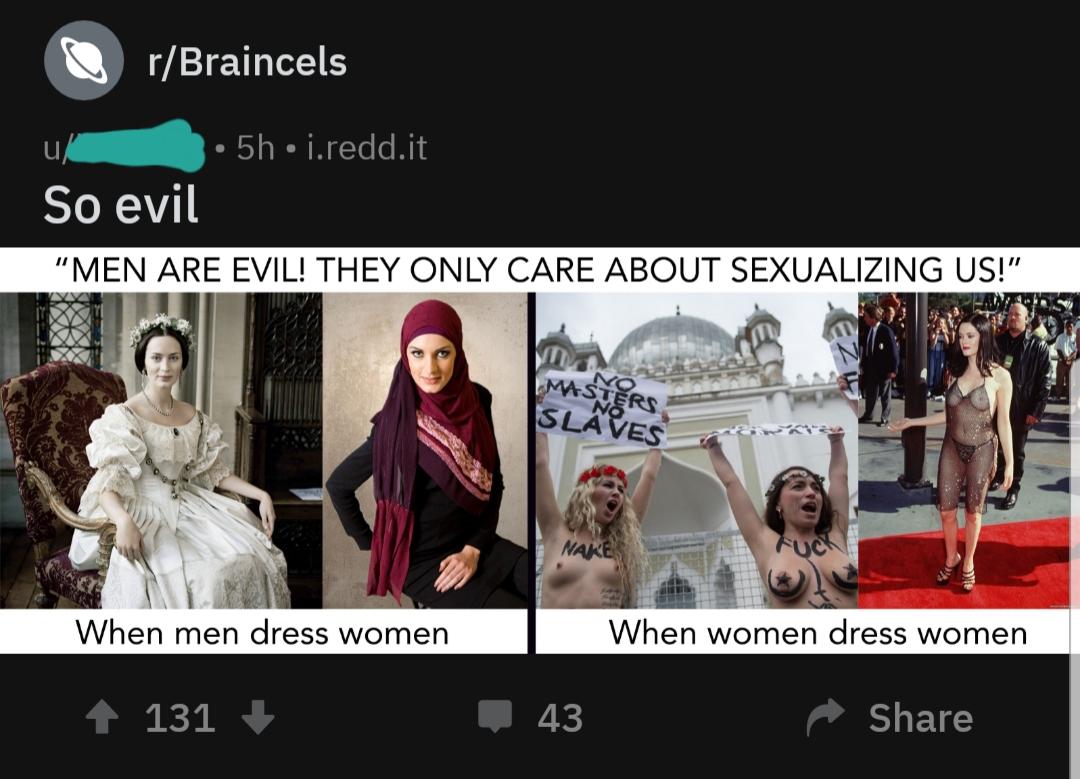 r/Braincels
u/ • 5h • i.redd.it
So evil
"MEN ARE EVIL! THEY ONLY CARE ABOUT SEXUALIZING US!"
NO
MASTERS
NO
SLAVES
NAKE
FUCK
When men dress women
When women dress women
131
43
Share